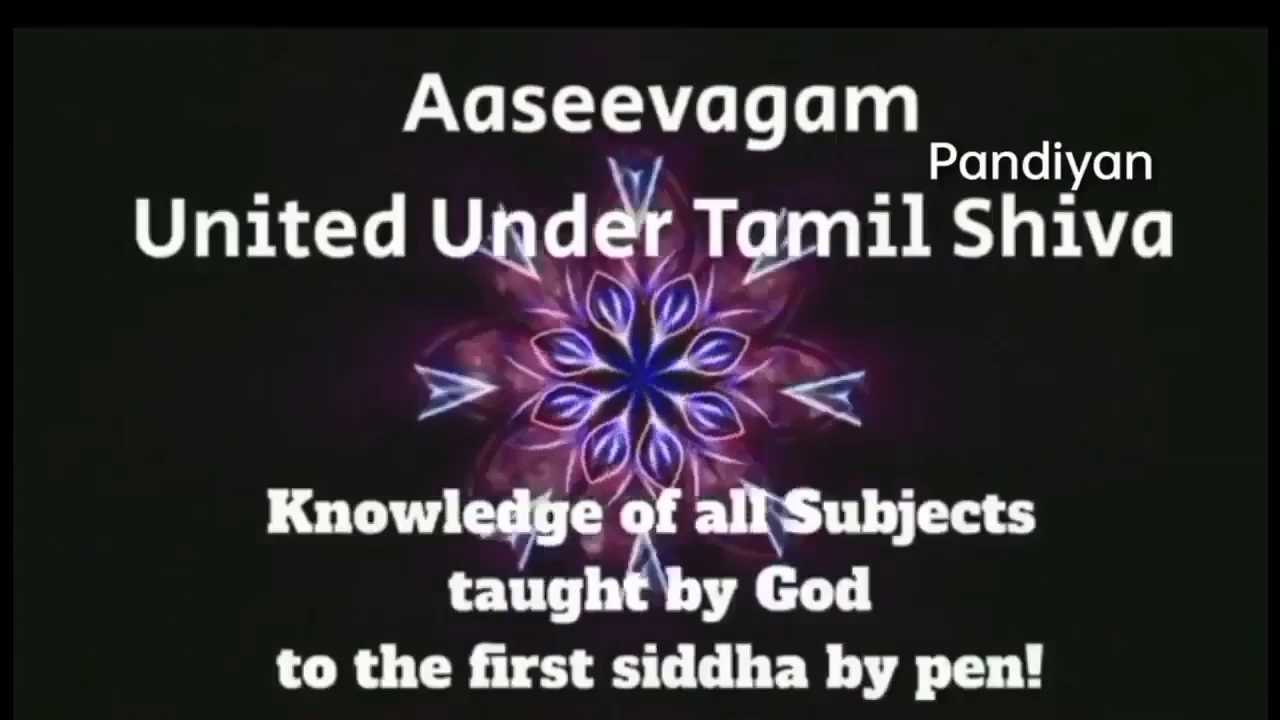 Aaseevagam
Pandiyan
United Under Tamil Shiva
Knowledge of all Subjects
taught by God
to the first siddha by pen!